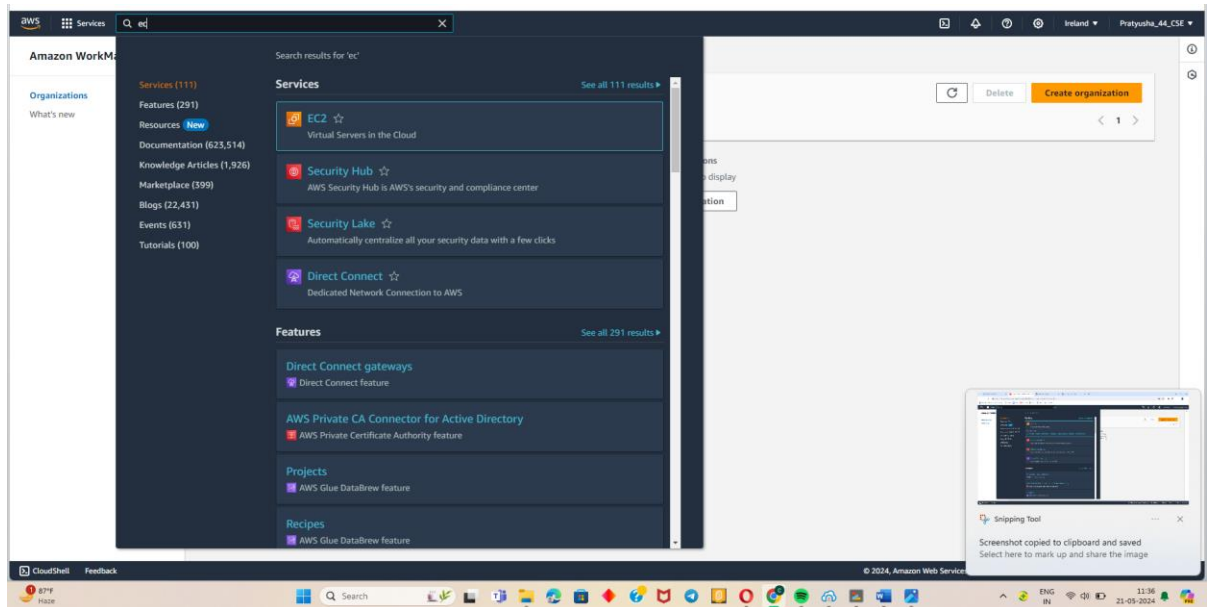 aws Services ec Ireland Pratyusha_44_CSE
Amazon WorkMa
Organizations
What's new
Search results for 'ec'
Services (111)
Features (291)
Resources New
Documentation (623,514)
Knowledge Articles (1,926)
Marketplace (399)
Blogs (22,431)
Events (631)
Tutorials (100)
Services See all 111 results
EC2
Virtual Servers in the Cloud
Security Hub
AWS Security Hub is AWS's security and compliance center
Security Lake
Automatically centralize all your security data with a few clicks
Direct Connect
Dedicated Network Connection to AWS
Features See all 291 results
Direct Connect gateways
Direct Connect feature
AWS Private CA Connector for Active Directory
AWS Private Certificate Authority feature
Projects
AWS Glue DataBrew feature
Recipes
AWS Glue DataBrew feature
Delete Create organization
1
ons
display
ation
Snipping Tool
Screenshot copied to clipboard and saved
Select here to mark up and share the image
CloudShell Feedback © 2024, Amazon Web Service
1 87°F
Haze
Search
ENG
IN
11:36
21-05-2024